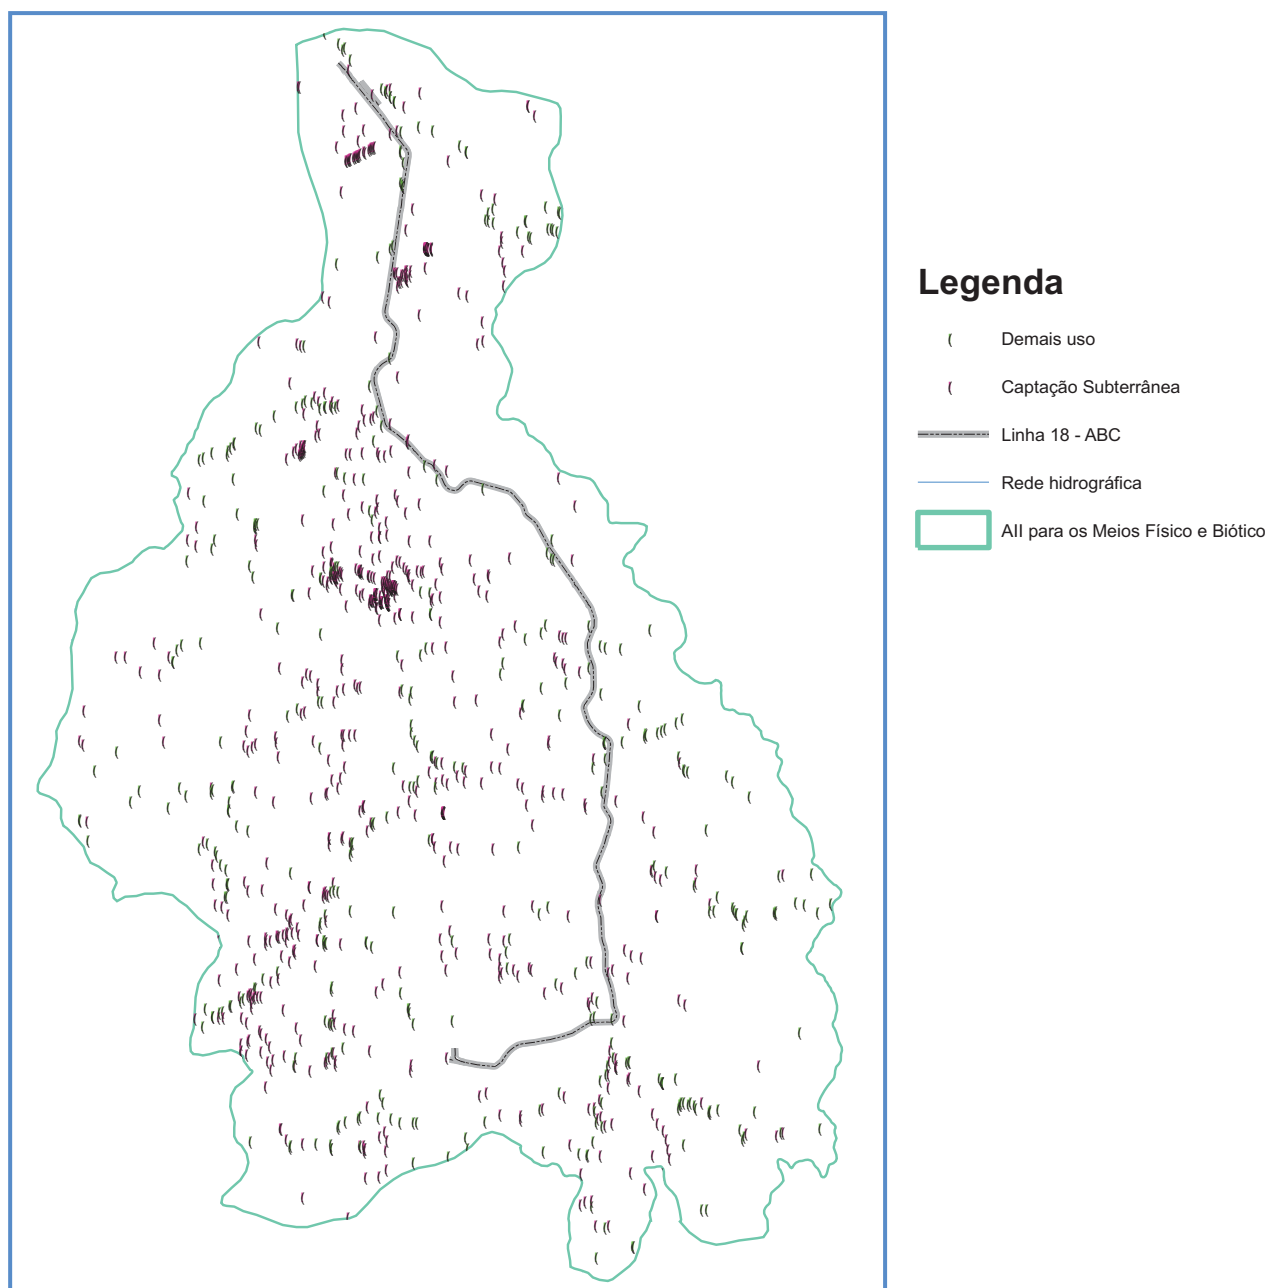 Legenda
Demais uso
Captação Subterrânea
Linha 18 - ABC
Rede hidrográfica
AII para os Meios Físico e Biótico